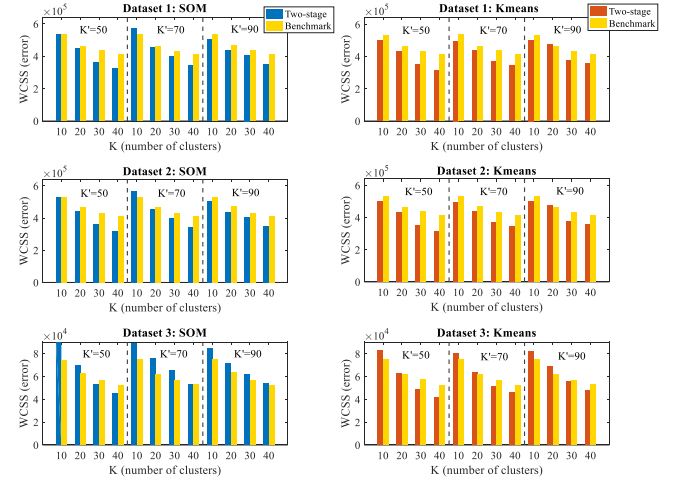 Dataset 1: SOM
Two-stage
Benchmark
×10^5
K'=50 K'=70 K'=90
6
4
2
0
WCSS (error)
10 20 30 40 10 20 30 40 10 20 30 40
K (number of clusters)
Dataset 1: Kmeans
Two-stage
Benchmark
×10^5
K'=50 K'=70 K'=90
6
4
2
0
WCSS (error)
10 20 30 40 10 20 30 40 10 20 30 40
K (number of clusters)
Dataset 2: SOM
×10^5
K'=50 K'=70 K'=90
6
4
2
0
WCSS (error)
10 20 30 40 10 20 30 40 10 20 30 40
K (number of clusters)
Dataset 2: Kmeans
×10^5
K'=50 K'=70 K'=90
6
4
2
0
WCSS (error)
10 20 30 40 10 20 30 40 10 20 30 40
K (number of clusters)
Dataset 3: SOM
×10^4
K'=50 K'=70 K'=90
8
6
4
2
0
WCSS (error)
10 20 30 40 10 20 30 40 10 20 30 40
K (number of clusters)
Dataset 3: Kmeans
×10^4
K'=50 K'=70 K'=90
8
6
4
2
0
WCSS (error)
10 20 30 40 10 20 30 40 10 20 30 40
K (number of clusters)